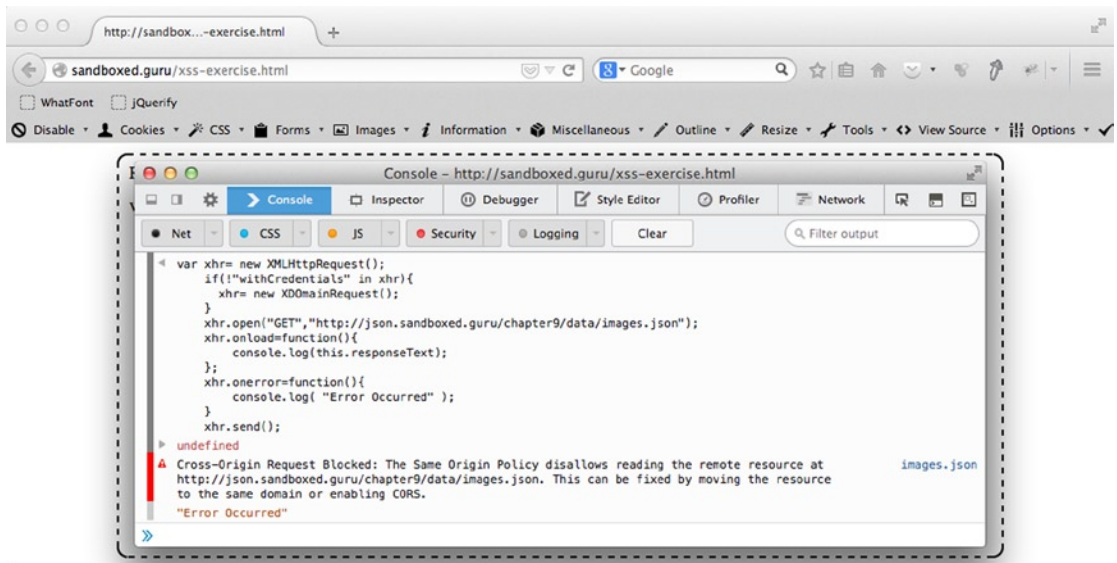 http://sandbox...-exercise.html
sandboxed.guru/xss-exercise.html
Google
WhatFont jQuerify
Disable Cookies CSS Forms Images Information Miscellaneous Outline Resize Tools View Source Options
Console - http://sandboxed.guru/xss-exercise.html
Console Inspector Debugger Style Editor Profiler Network
Net CSS JS Security Logging Clear Filter output
var xhr= new XMLHttpRequest();
if(!"withCredentials" in xhr){
xhr= new XDOmainRequest();
}
xhr.open("GET","http://json.sandboxed.guru/chapter9/data/images.json");
xhr.onload=function(){
console.log(this.responseText);
};
xhr.onerror=function(){
console.log( "Error Occurred" );
}
xhr.send();
undefined
Cross-Origin Request Blocked: The Same Origin Policy disallows reading the remote resource at images.json
http://json.sandboxed.guru/chapter9/data/images.json. This can be fixed by moving the resource
to the same domain or enabling CORS.
"Error Occurred"